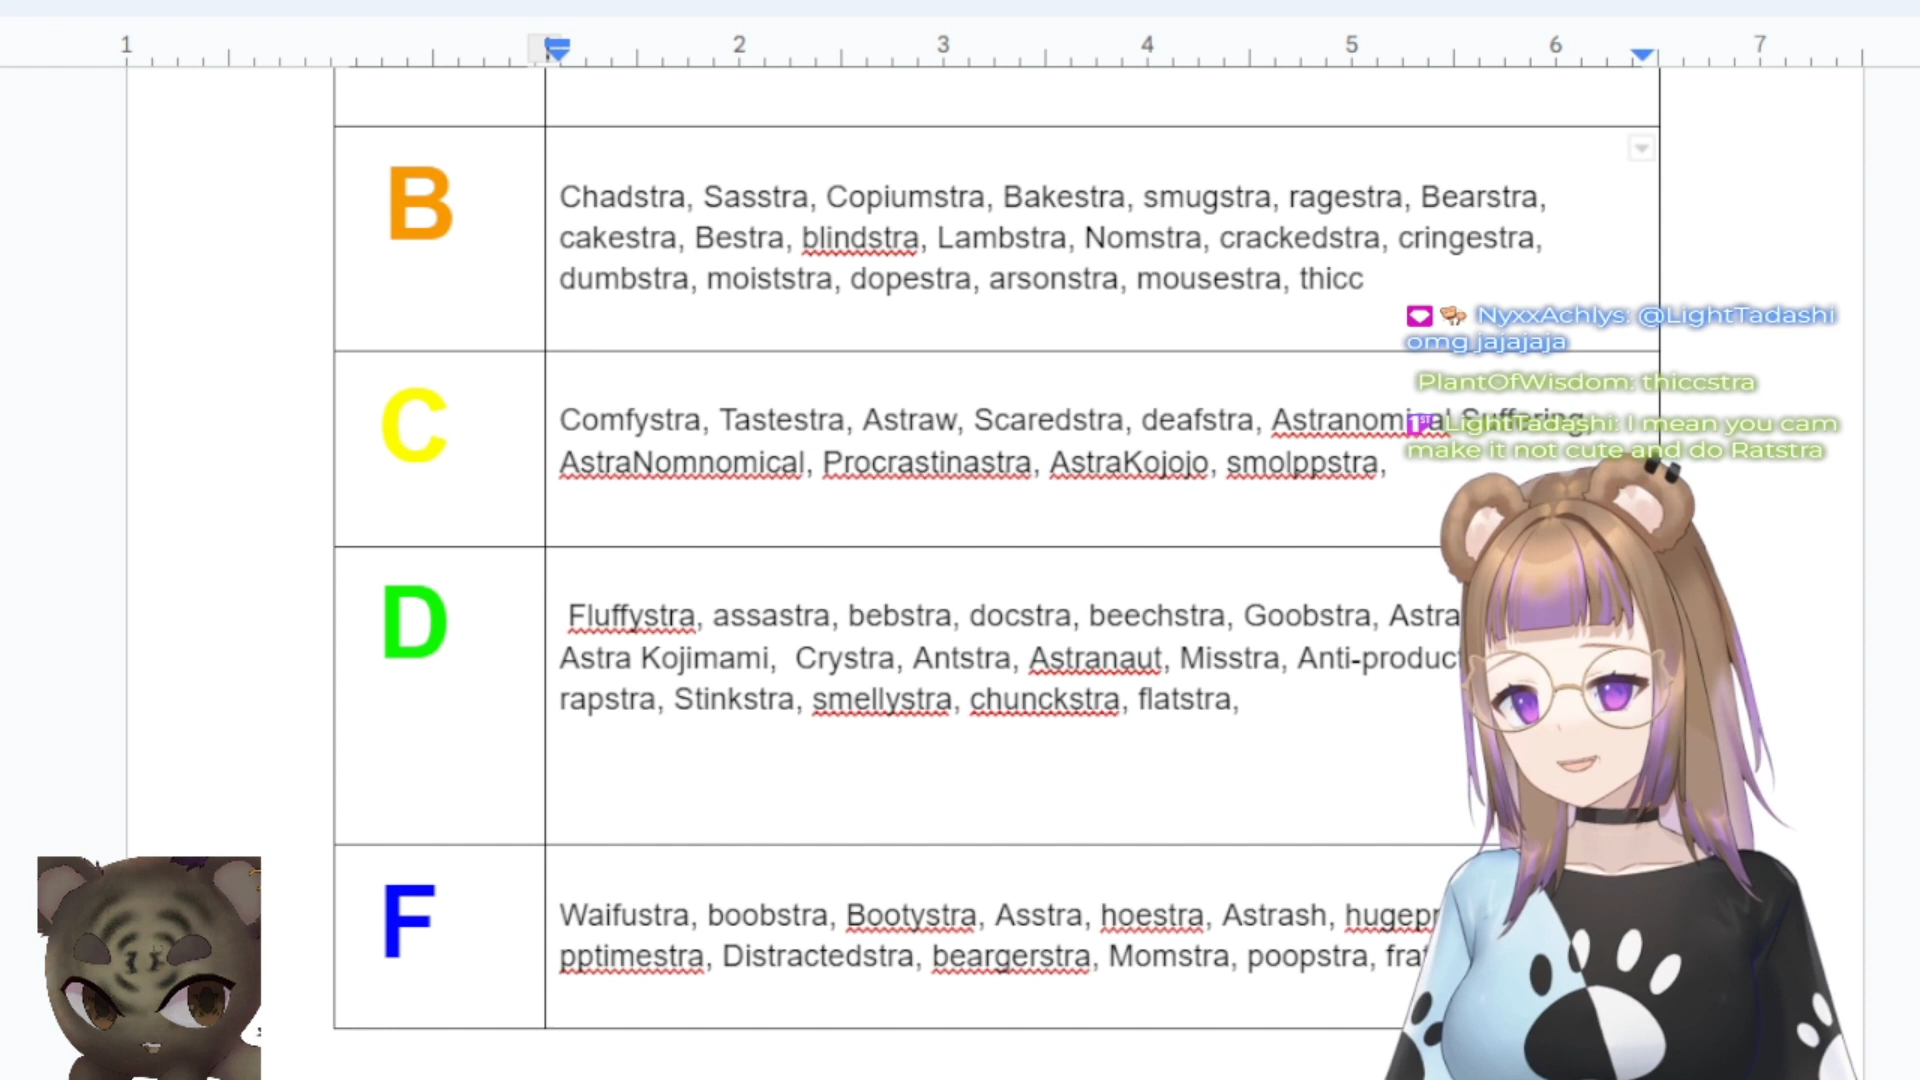 1 2 3 4 5 6 7
B
Chadstra, Sasstra, Copiumstra, Bakestra, smugstra, ragestra, Bearstra,
cakestra, Bestra, blindstra, Lambstra, Nomstra, crackedstra, cringestra,
dumbstra, moiststra, dopestra, arsonstra, mousestra, thicc
NyxxAchlys: @LightTadashi
omg jajajaja
PlantOfWisdom: thiccstra
1ST LightTadashi: I mean you cam
make it not cute and do Ratstra
C
Comfystra, Tastestra, Astraw, Scaredstra, deafstra, Astranomical Suffering,
AstraNomnomical, Procrastinastra, AstraKojojo, smolppstra,
D
Fluffystra, assastra, bebstra, docstra, beechstra, Goobstra, Astra
Astra Kojimami, Crystra, Antstra, Astranaut, Misstra, Anti-product
rapstra, Stinkstra, smellystra, chunckstra, flatstra,
F
Waifustra, boobstra, Bootystra, Asstra, hoestra, Astrash,
pptimestra, Distractedstra, beargerstra, Momstra, poopstra,